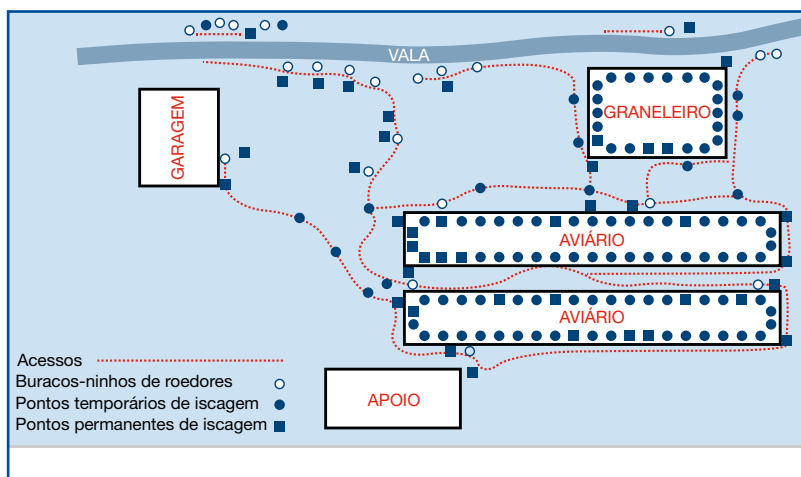 VALA
GARAGEM
GRANELEIRO
AVIÁRIO
AVIÁRIO
APOIO
Acessos
Buracos-ninhos de roedores
Pontos temporários de iscagem
Pontos permanentes de iscagem